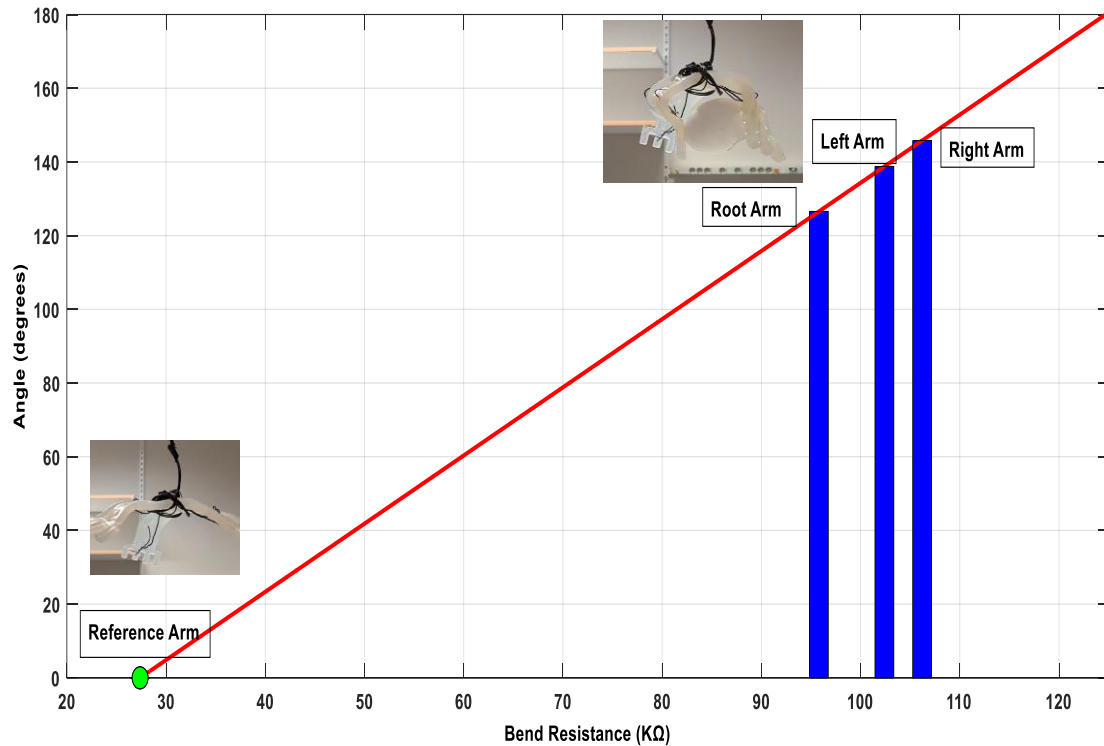 180
160
140
120
100
80
60
40
20
0
Angle (degrees)
Left Arm
Right Arm
Root Arm
Reference Arm
20 30 40 50 60 70 80 90 100 110 120
Bend Resistance (KΩ)